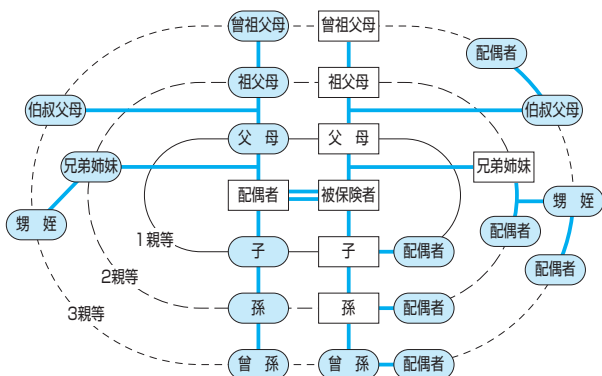 曾祖父母 曾祖父母
配偶者
祖父母 祖父母
伯叔父母 伯叔父母
父 母 父 母
兄弟姉妹 兄弟姉妹
配偶者 被保険者
甥 姪 甥 姪
配偶者
1親等
子 子 配偶者
配偶者
2親等
孫 孫 配偶者
3親等
曾 孫 曾 孫 配偶者